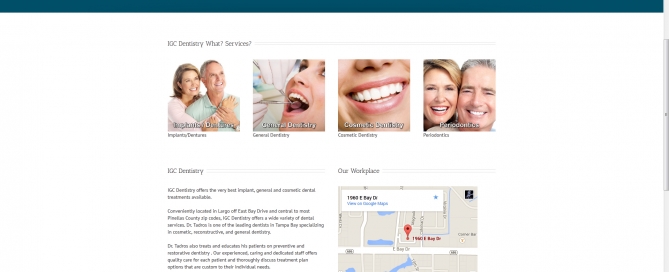 IGC Dentistry What? Services?
Implants/Dentures
General Dentistry
Cosmetic Dentistry
Periodontics
Implants/Dentures
General Dentistry
Cosmetic Dentistry
Periodontics
IGC Dentistry
IGC Dentistry offers the very best implant, general and cosmetic dental
treatments available.
Conveniently located in Largo off East Bay Drive and central to most
Pinellas County zip codes, IGC Dentistry offers a wide variety of dental
services. Dr. Tadros is one of the leading dentists in Tampa Bay specialising
in cosmetic, reconstructive, and general dentistry.
Dr. Tadros also treats and educates his patients on preventive and
restorative dentistry . Our experienced, caring and dedicated staff offers
quality care for each patient and thoroughly discuss treatment plan
options that are custom to their individual needs.
Our Workplace
1960 E Bay Dr
View on Google Maps
1960 E Bay Dr